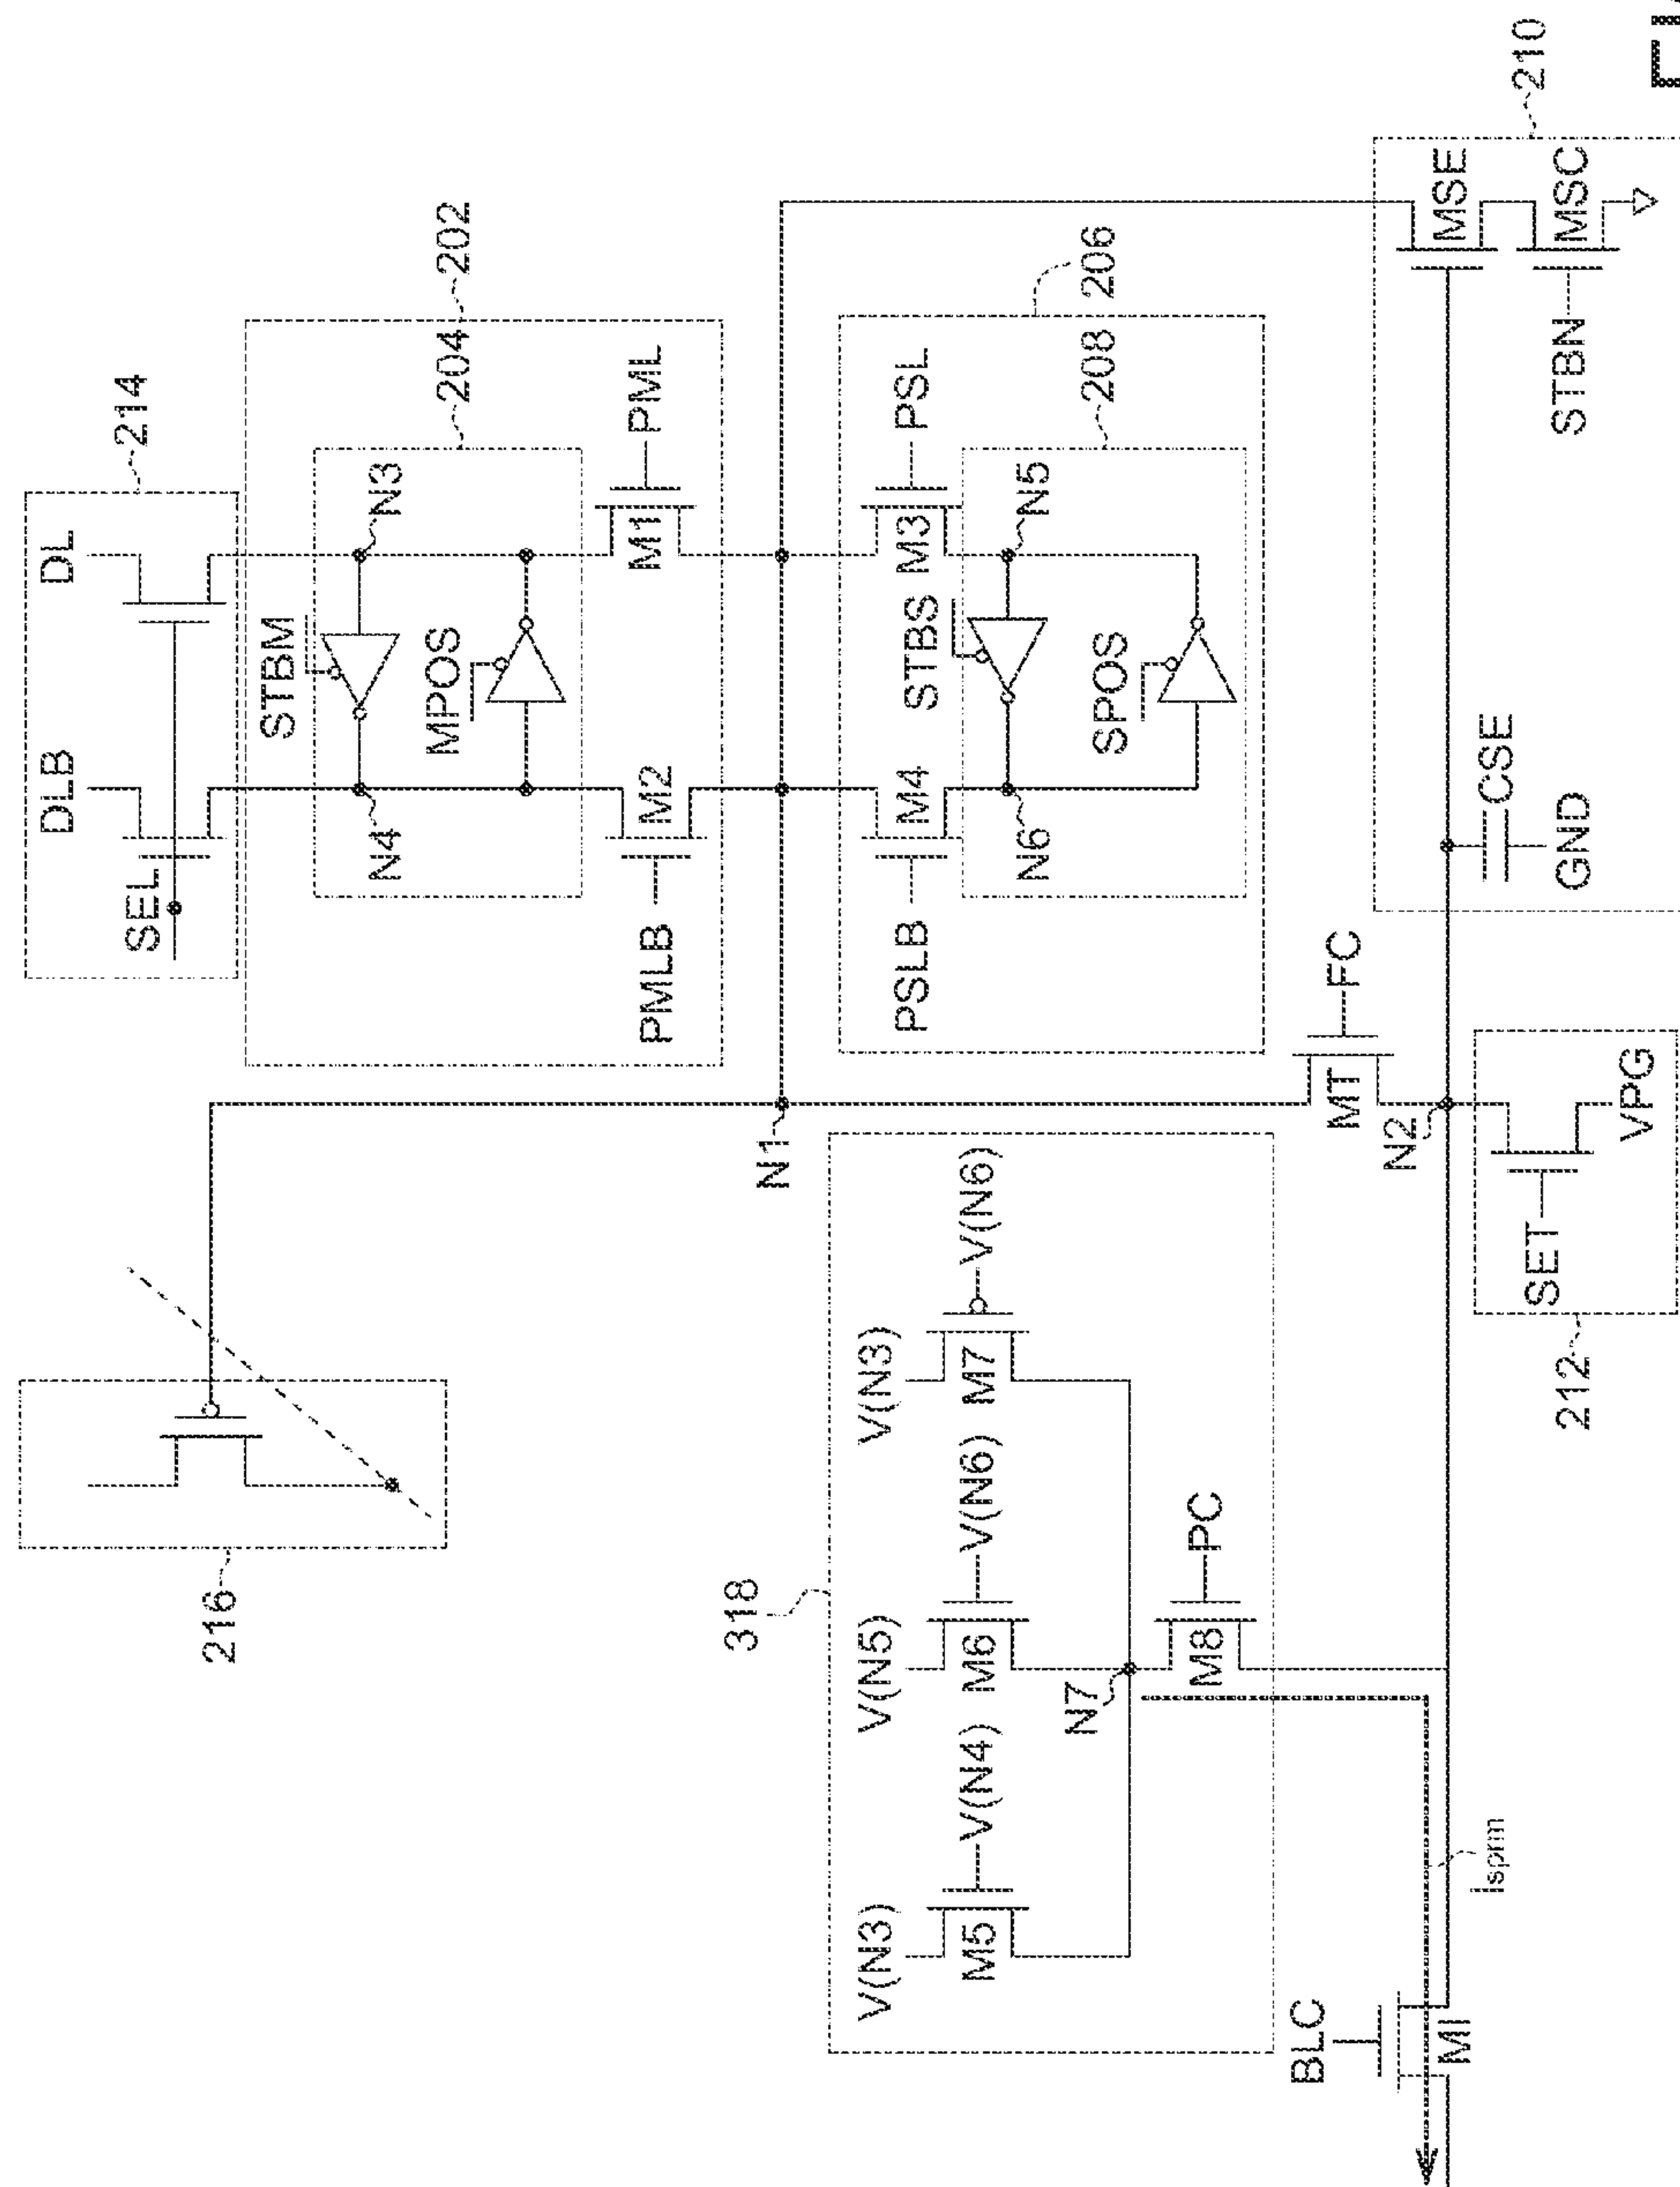 214
DLB
DL
SEL
202
204
STBM
N3
N4
MPOS
M2
M1
PML
PMLB
216
N1
206
208
PSLB
M4
M3
PSL
STBS
N5
N6
SPOS
318
V(N3)
V(N5)
V(N3)
M5
V(N4)
M6
V(N6)
M7
V(N6)
N7
M8
PC
MT
FC
N2
210
MSE
MSC
STBN
CSE
GND
SET
VPG
212
BLC
MI
Isprm